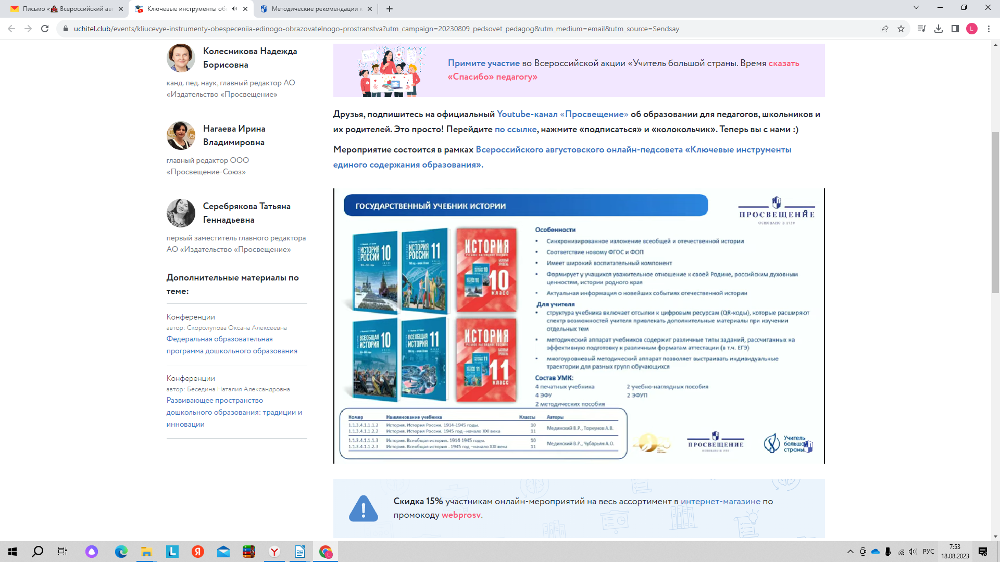 Письмо «
Всероссийский авг
Ключевые инструменты обе
Методические рекомендации к
uchitel.club/events/kliucevye-instrumenty-obespeceniia-edinogo-obrazovatelnogo-prostranstva?utm_campaign=20230809_pedsovet_pedagog&utm_medium=email&utm_source=Sendsay
L
Колесникова Надежда
Борисовна
канд. пед. наук, главный редактор АО
«Издательство «Просвещение»
Нагаева Ирина
Владимировна
главный редактор ООО
«Просвещение-Союз»
Серебрякова Татьяна
Геннадьевна
первый заместитель главного редактора
АО «Издательство «Просвещение»
Дополнительные материалы по
теме:
Конференции
автор: Скоролупова Оксана Алексеевна
Федеральная образовательная
программа дошкольного образования
Конференции
автор: Беседина Наталия Александровна
Развивающее пространство
дошкольного образования: традиции и
инновации
Примите участие во Всероссийской акции «Учитель большой страны. Время сказать
«Спасибо» педагогу»
Друзья, подпишитесь на официальный Youtube-канал «Просвещение» об образовании для педагогов, школьников и
их родителей. Это просто! Перейдите по ссылке, нажмите «подписаться» и «колокольчик». Теперь вы с нами :)
Мероприятие состоится в рамках Всероссийского августовского онлайн-педсовета «Ключевые инструменты
единого содержания образования».
ГОСУДАРСТВЕННЫЙ УЧЕБНИК ИСТОРИИ
ПРОСВЕЩЕНИЕ
ОСНОВАНО В 1930
ИСТОРИЯ
РОССИИ 10
ИСТОРИЯ
РОССИИ 11
ИСТОРИЯ
УЧЕБНОЕ НАГЛЯДНОЕ ПОСОБИЕ
БАЗОВЫЙ
УРОВЕНЬ
10
КЛАСС
ВСЕОБЩАЯ
ИСТОРИЯ 10
ВСЕОБЩАЯ
ИСТОРИЯ 11
ИСТОРИЯ
УЧЕБНОЕ НАГЛЯДНОЕ ПОСОБИЕ
БАЗОВЫЙ
УРОВЕНЬ
11
КЛАСС
Особенности
• Синхронизированное изложение всеобщей и отечественной истории
• Соответствие новому ФГОС и ФОП
• Имеет широкий воспитательный компонент
• Формирует у учащихся уважительное отношение к своей Родине, российским духовным
ценностям, истории родного края
• Актуальная информация о новейших событиях отечественной истории
Для учителя
• структура учебника включает отсылки к цифровым ресурсам (QR-коды), которые расширяют
спектр возможностей учителя привлекать дополнительные материалы при изучении
отдельных тем
• методический аппарат учебников содержит различные типы заданий, рассчитанных на
эффективную подготовку к различным форматам аттестации (в т.ч. ЕГЭ)
• многоуровневый методический аппарат позволяет выстраивать индивидуальные
траектории для разных групп обучающихся
Состав УМК:
4 печатных учебника 2 учебно-наглядных пособия
4 ЭФУ 2 ЭФУП
2 методических пособия
Номер Наименование учебника Классы Авторы
1.1.3.4.1.1.1.2 История. История России. 1914-1945 годы. 10 Мединский В.Р., Торкунов А.В.
1.1.3.4.1.1.2.2 История. История России. 1945 год –начало XXI века 11
1.1.3.4.1.1.1.3 История. Всеобщая история. 1914-1945 годы. 10 Мединский В.Р., Чубарьян А.О.
1.1.3.4.1.1.2.3 История. Всеобщая история . 1945 год –начало XXI века 11
ПРОСВЕЩЕНИЕ
Учитель
большой
страны
Скидка 15% участникам онлайн-мероприятий на весь ассортимент в интернет-магазине по
промокоду webprosv.
РУС
7:53
18.08.2023